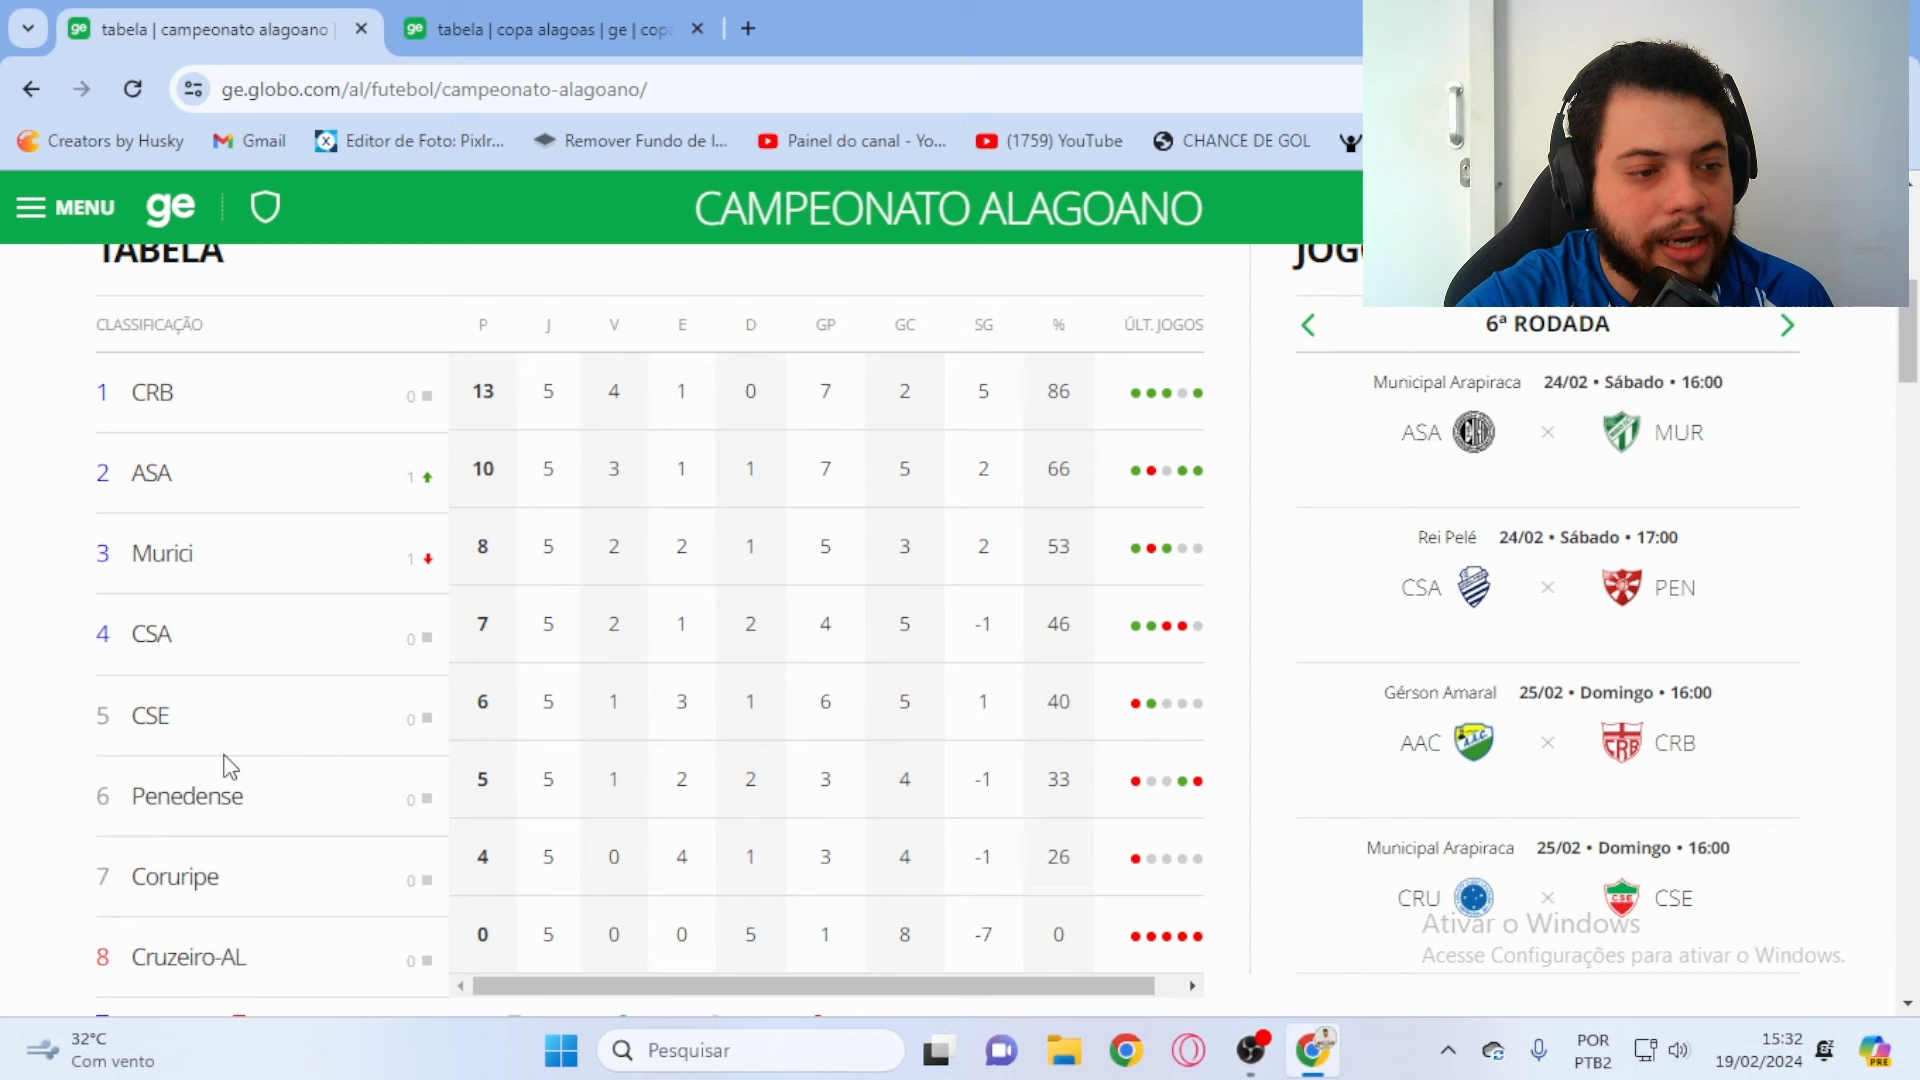 tabela | campeonato alagoano |
tabela | copa alagoas | ge | copa
ge.globo.com/al/futebol/campeonato-alagoano/
Creators by Husky
Gmail
Editor de Foto: Pixlr...
Remover Fundo de I...
Painel do canal - Yo...
(1759) YouTube
CHANCE DE GOL
MENU ge
CAMPEONATO ALAGOANO
TABELA
CLASSIFICAÇÃO P J V E D GP GC SG % ÚLT. JOGOS
1 CRB 0 13 5 4 1 0 7 2 5 86
2 ASA 1 10 5 3 1 1 7 5 2 66
3 Murici 1 8 5 2 2 1 5 3 2 53
4 CSA 0 7 5 2 1 2 4 5 -1 46
5 CSE 0 6 5 1 3 1 6 5 1 40
6 Penedense 0 5 5 1 2 2 3 4 -1 33
7 Coruripe 0 4 5 0 4 1 3 4 -1 26
8 Cruzeiro-AL 0 0 5 0 0 5 1 8 -7 0
6ª RODADA
Municipal Arapiraca 24/02 • Sábado • 16:00
ASA × MUR
Rei Pelé 24/02 • Sábado • 17:00
CSA × PEN
Gérson Amaral 25/02 • Domingo • 16:00
AAC × CRB
Municipal Arapiraca 25/02 • Domingo • 16:00
CRU × CSE
Ativar o Windows
Acesse Configurações para ativar o Windows.
32°C
Com vento
Pesquisar
POR
PTB2
15:32
19/02/2024